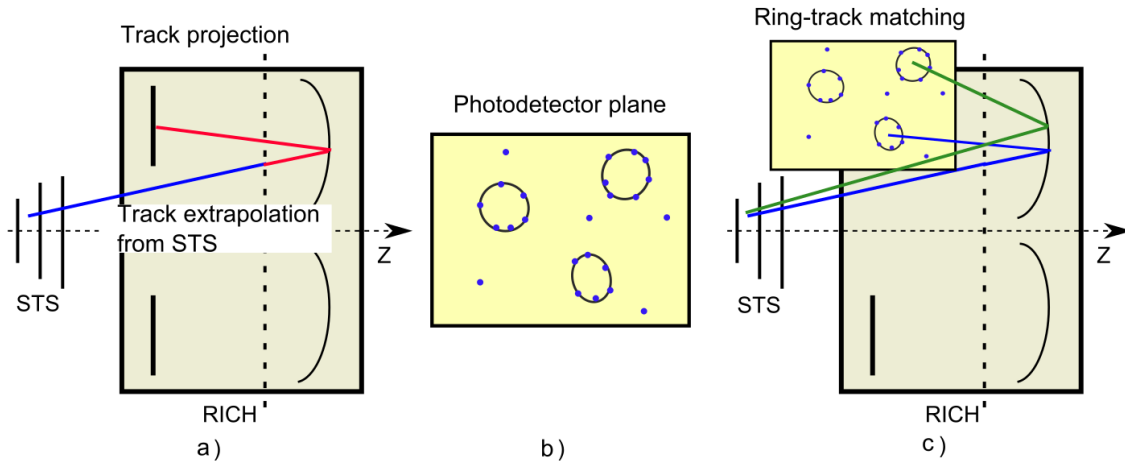 Track projection
Track extrapolation
from STS
Z
STS
RICH
a)
Photodetector plane
b)
Ring-track matching
Z
STS
RICH
c)